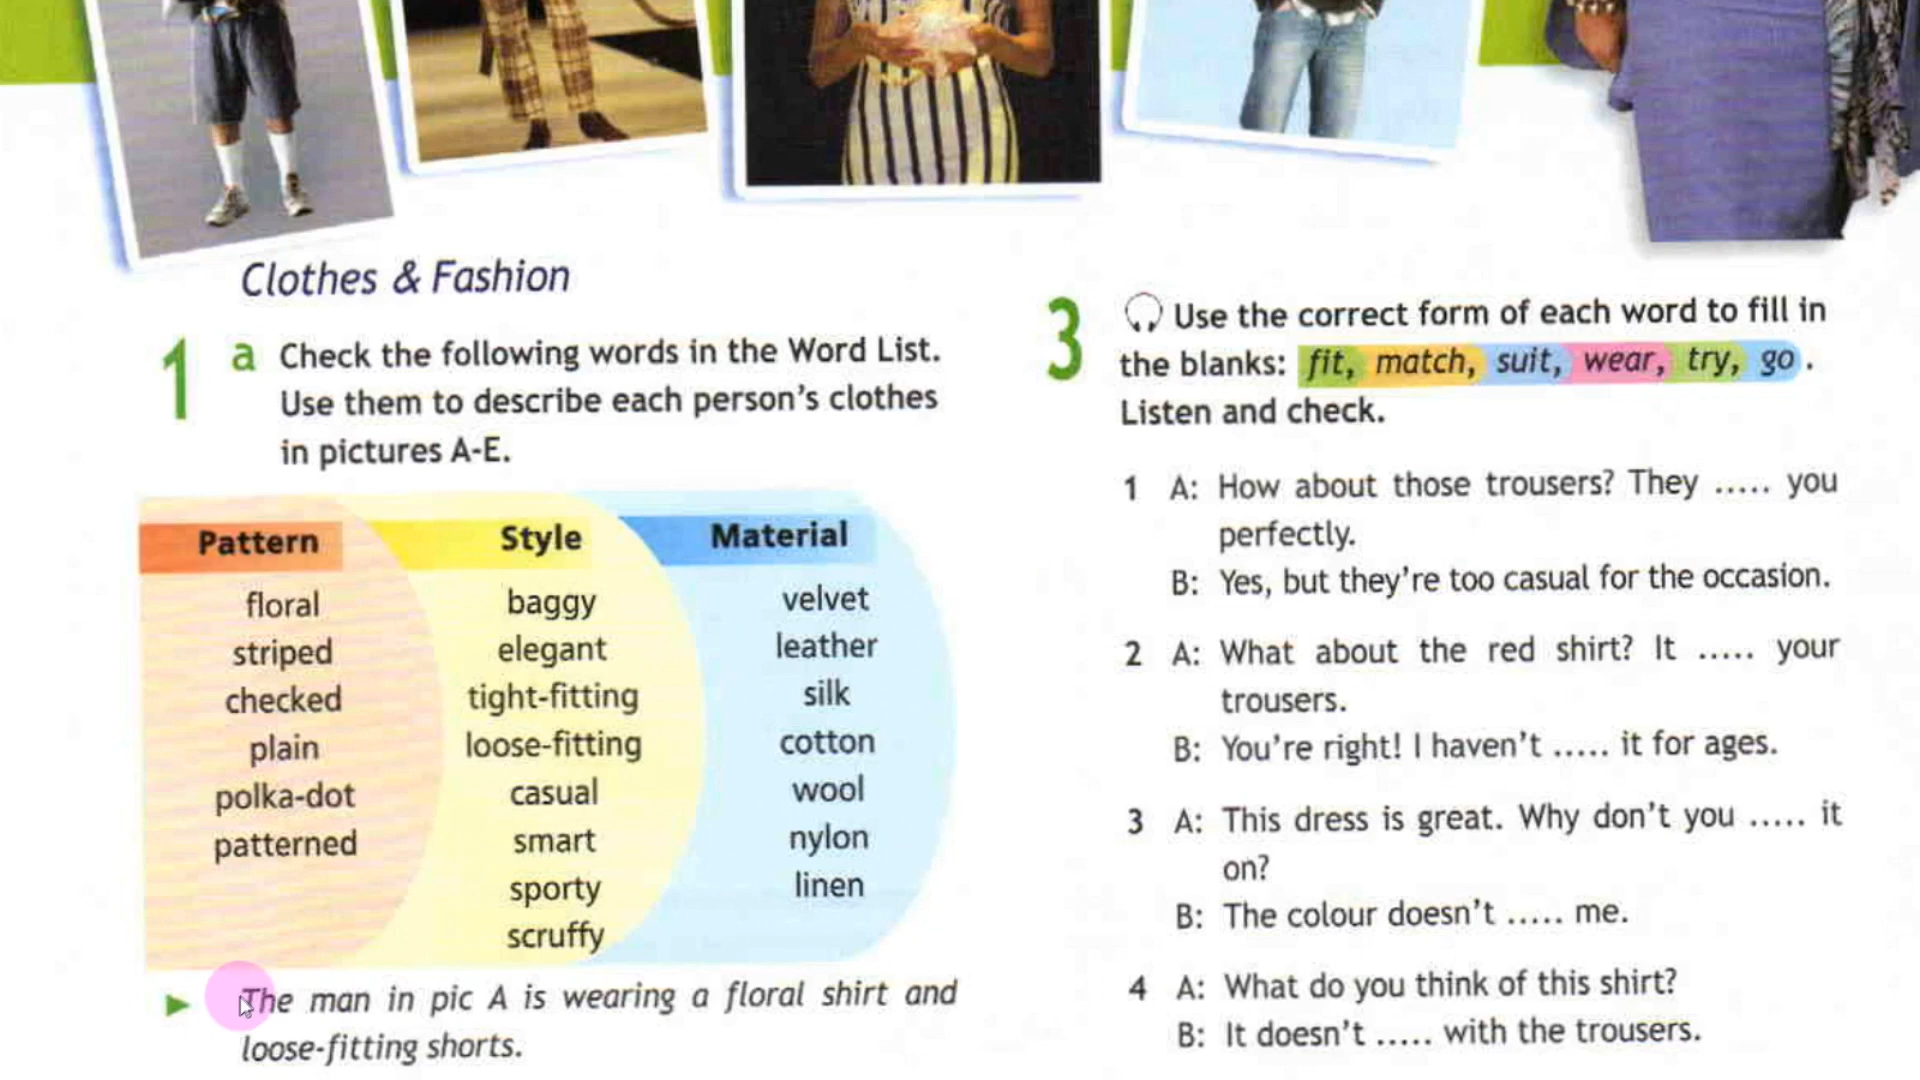 Clothes & Fashion
1 a Check the following words in the Word List.
Use them to describe each person's clothes
in pictures A-E.
Pattern
floral
striped
checked
plain
polka-dot
patterned
Style
baggy
elegant
tight-fitting
loose-fitting
casual
smart
sporty
scruffy
Material
velvet
leather
silk
cotton
wool
nylon
linen
The man in pic A is wearing a floral shirt and
loose-fitting shorts.
3 Use the correct form of each word to fill in
the blanks: fit, match, suit, wear, try, go .
Listen and check.
1 A: How about those trousers? They ..... you
perfectly.
B: Yes, but they're too casual for the occasion.
2 A: What about the red shirt? It ..... your
trousers.
B: You're right! I haven't ..... it for ages.
3 A: This dress is great. Why don't you ..... it
on?
B: The colour doesn't ..... me.
4 A: What do you think of this shirt?
B: It doesn't ..... with the trousers.